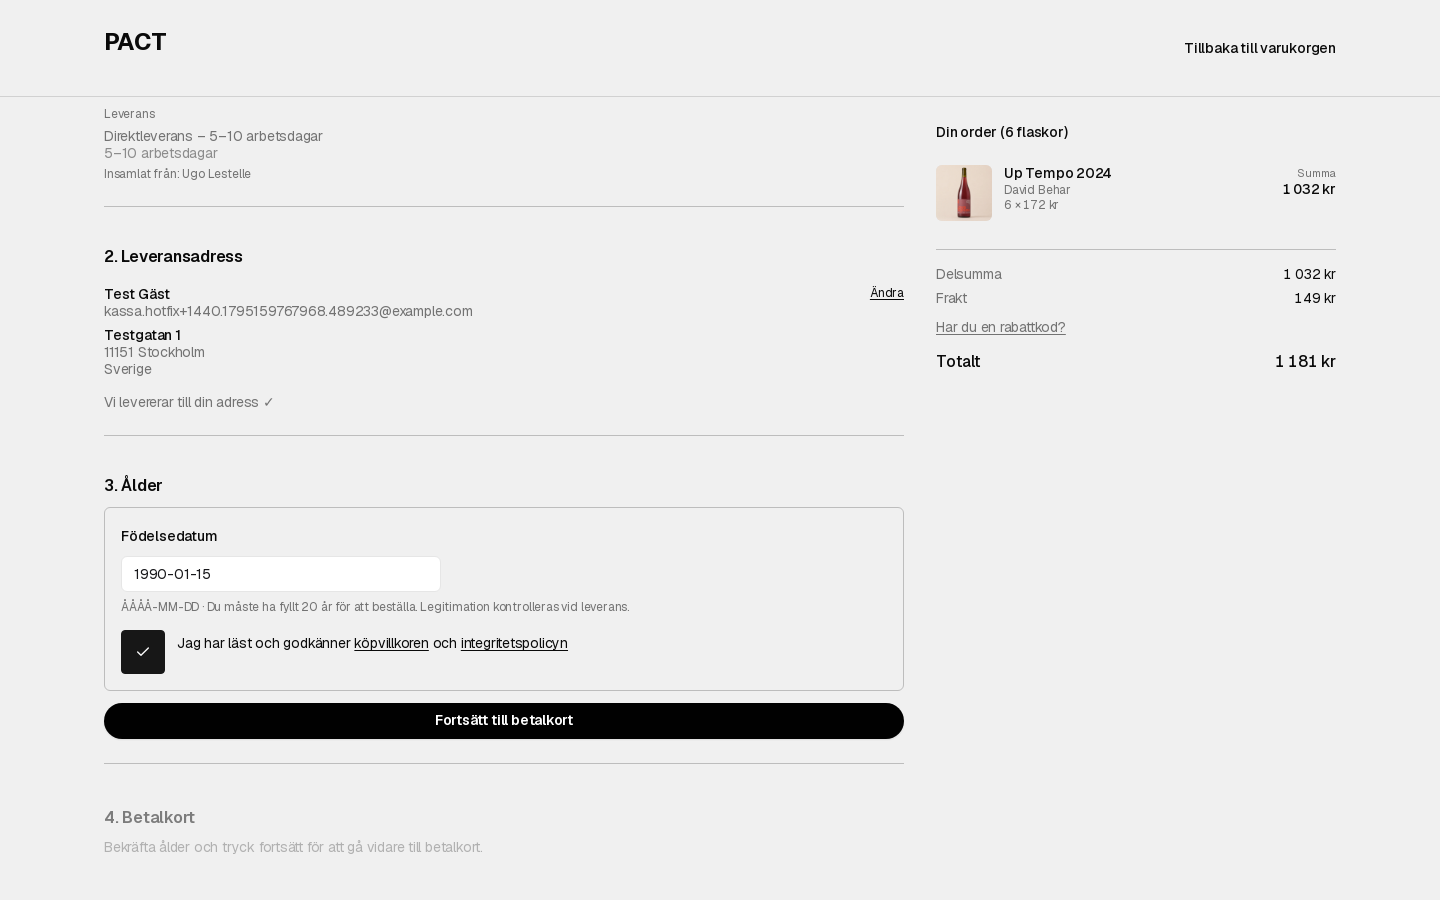 PACT
Tillbaka till varukorgen
Leverans
Direktleverans – 5–10 arbetsdagar
5–10 arbetsdagar
Insamlat från: Ugo Lestelle
2. Leveransadress
Test Gäst
Ändra
kassa.hotfix+1440.1795159767968.489233@example.com
Testgatan 1
11151 Stockholm
Sverige
Vi levererar till din adress ✓
3. Ålder
Födelsedatum
1990-01-15
ÅÅÅÅ-MM-DD · Du måste ha fyllt 20 år för att beställa. Legitimation kontrolleras vid leverans.
Jag har läst och godkänner köpvillkoren och integritetspolicyn
Fortsätt till betalkort
4. Betalkort
Bekräfta ålder och tryck fortsätt för att gå vidare till betalkort.
Din order (6 flaskor)
Up Tempo 2024
Summa
David Behar
1 032 kr
6 × 172 kr
Delsumma 1 032 kr
Frakt 149 kr
Har du en rabattkod?
Totalt 1 181 kr